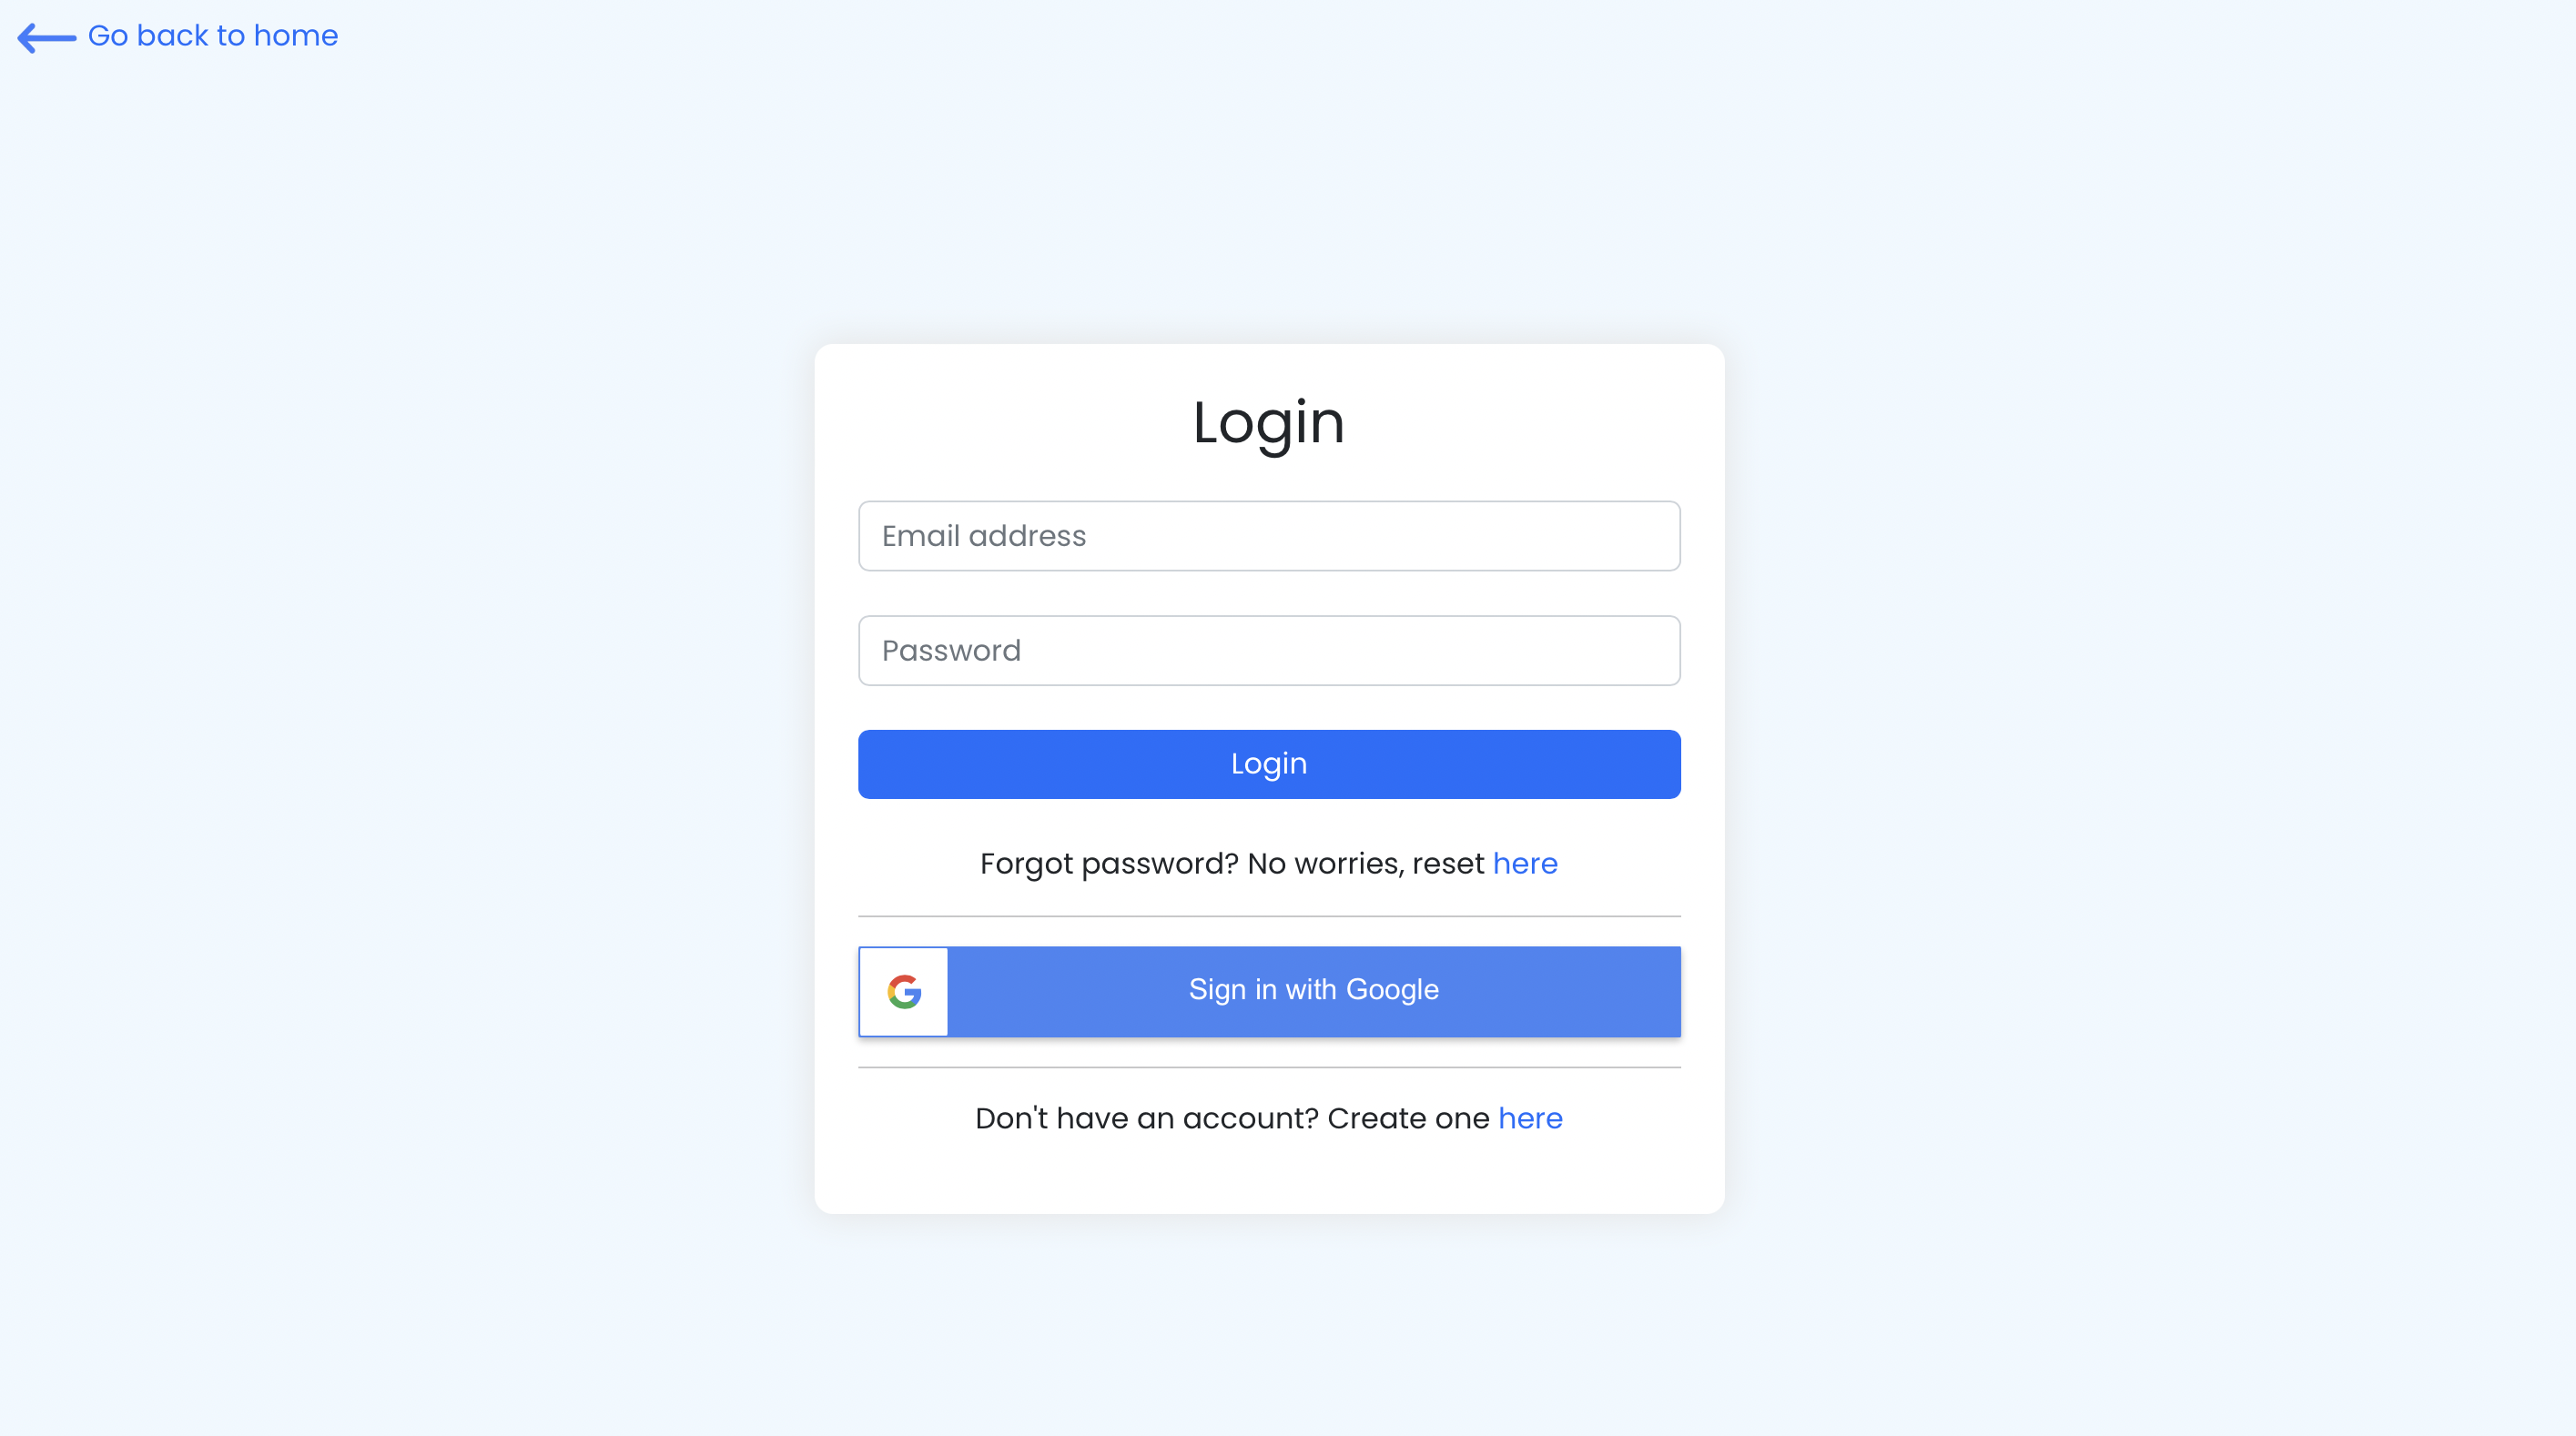 Go back to home
Login
Email address
Password
Login
Forgot password? No worries, reset here
Sign in with Google
Don't have an account? Create one here